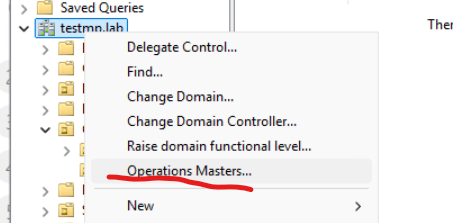 Saved Queries
testmp.lab
Ther
Delegate Control...
Find...
Change Domain...
Change Domain Controller...
Raise domain functional level...
Operations Masters...
New